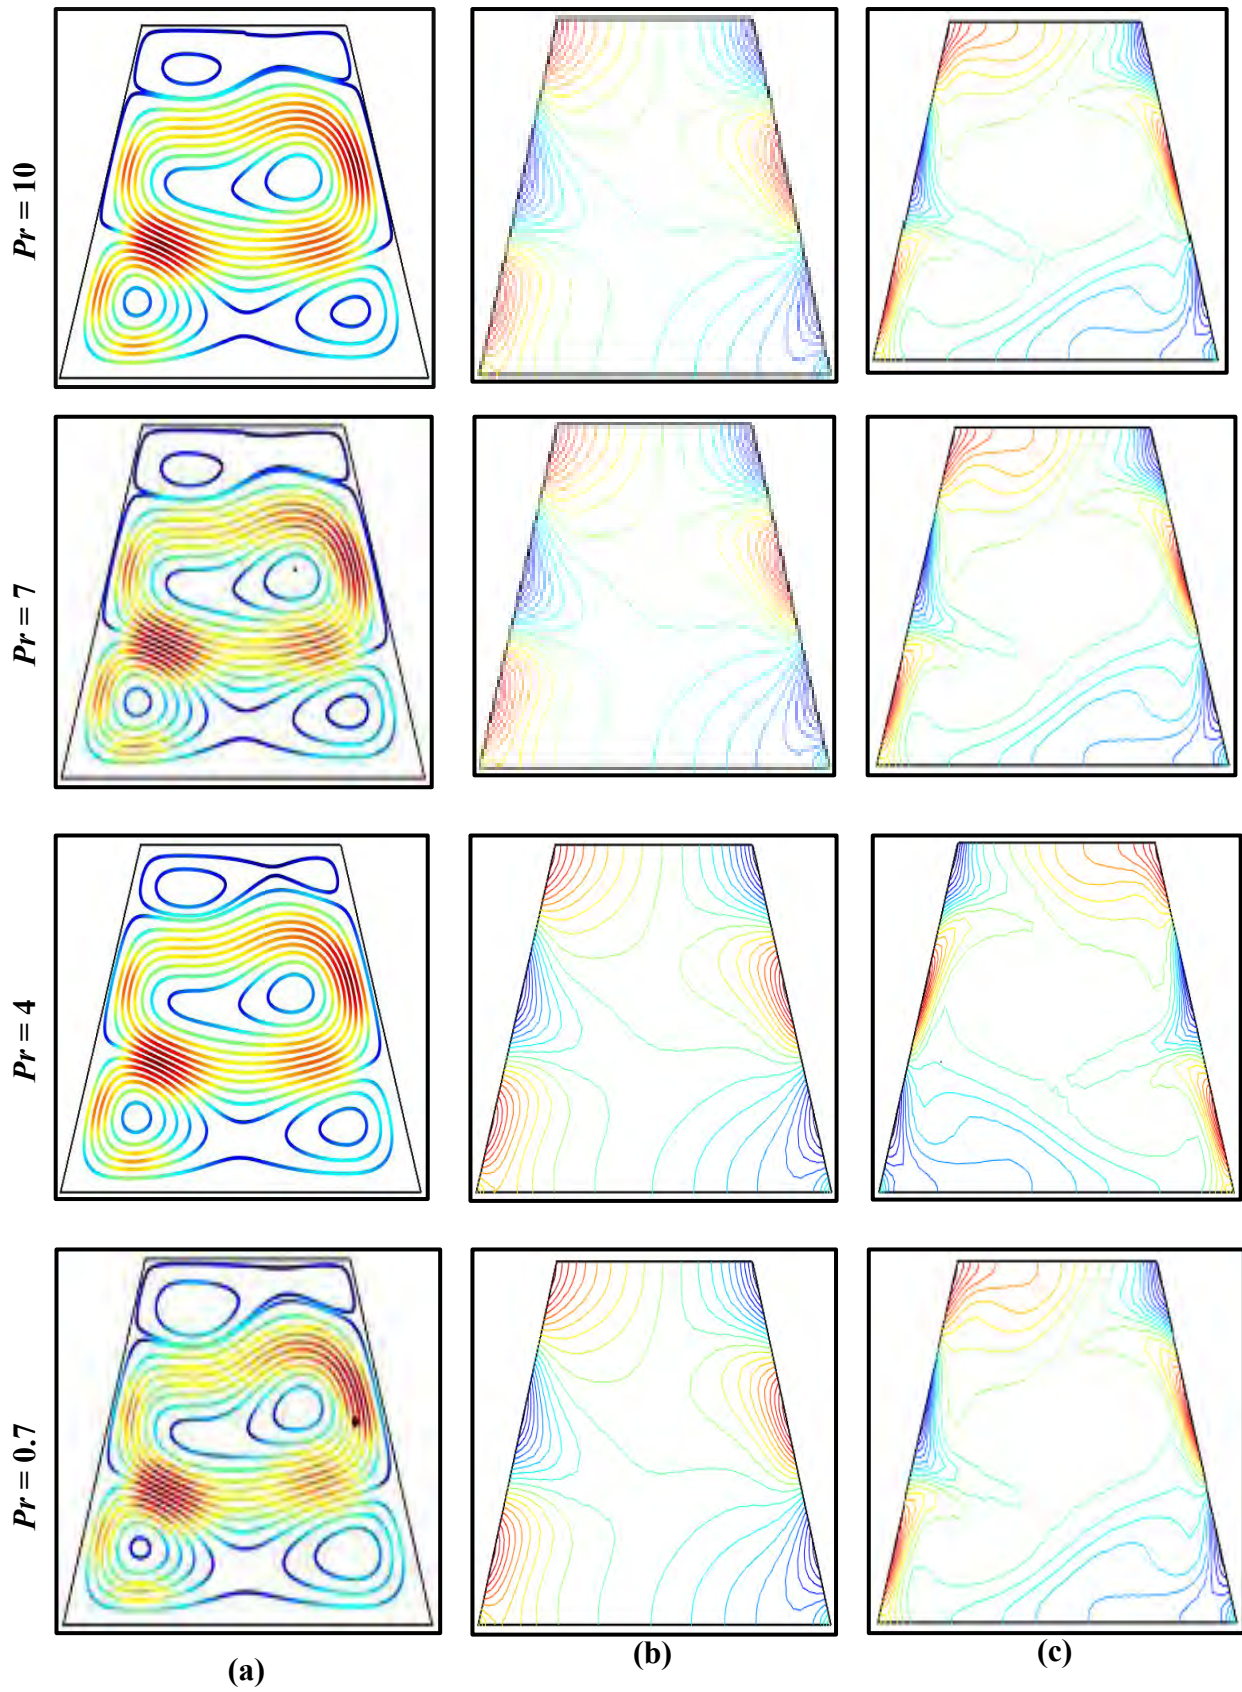 Pr = 10
Pr = 7
Pr = 4
Pr = 0.7
(a)
(b)
(c)